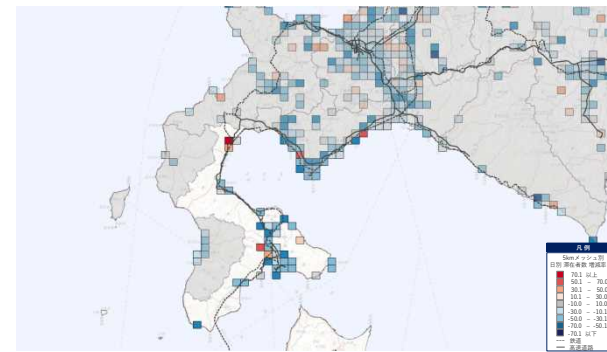 凡 例
5kmメッシュ別
日別 滞在者数 増減率
70.1 以上
50.1 - 70.0
30.1 - 50.0
10.1 - 30.0
-10.0 - 10.0
-30.0 - -10.1
-50.0 - -30.1
-70.0 - -50.1
-70.1 以下
鉄道
高速道路